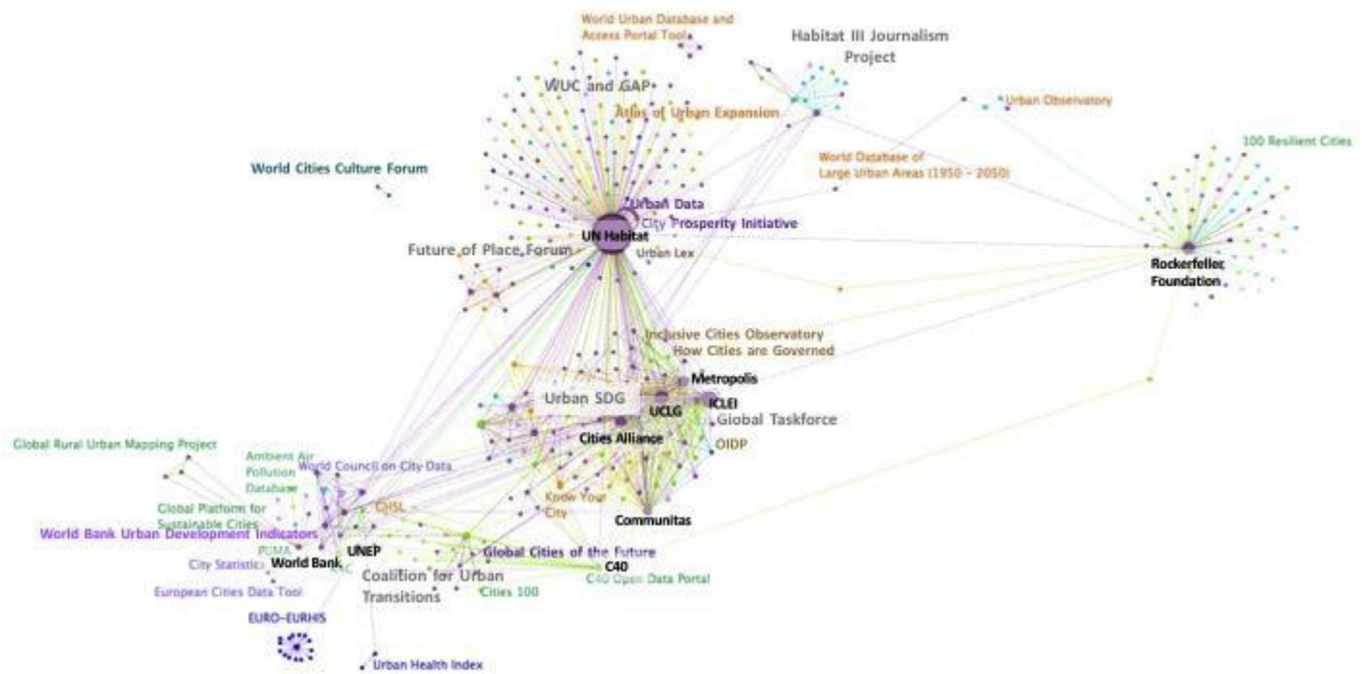 World Urban Database and
Access Portal Tool
Habitat III Journalism
Project
WUC and GAP
Atlas of Urban Expansion
Urban Observatory
100 Resilient Cities
World Cities Culture Forum
World Database of
Large Urban Areas (1950 - 2050)
Urban Data
City Prosperity Initiative
UN Habitat
Future of Place Forum
Urban Lex
Rockerfeller
Foundation
Inclusive Cities Observatory
How Cities are Governed
Metropolis
Urban SDG
UCLG
ICLEI
Global Taskforce
Cities Alliance
OIDP
Global Rural Urban Mapping Project
Ambient Air
Pollution
Database
World Council on City Data
Know Your
City
CHSL
Global Platform for
Sustainable Cities
Communitas
World Bank Urban Development Indicators
PUMA
UNEP
Global Cities of the Future
City Statistics
World Bank
C40
Coalition for Urban
Transitions
C40 Open Data Portal
European Cities Data Tool
Cities 100
EURO-EURHIS
Urban Health Index